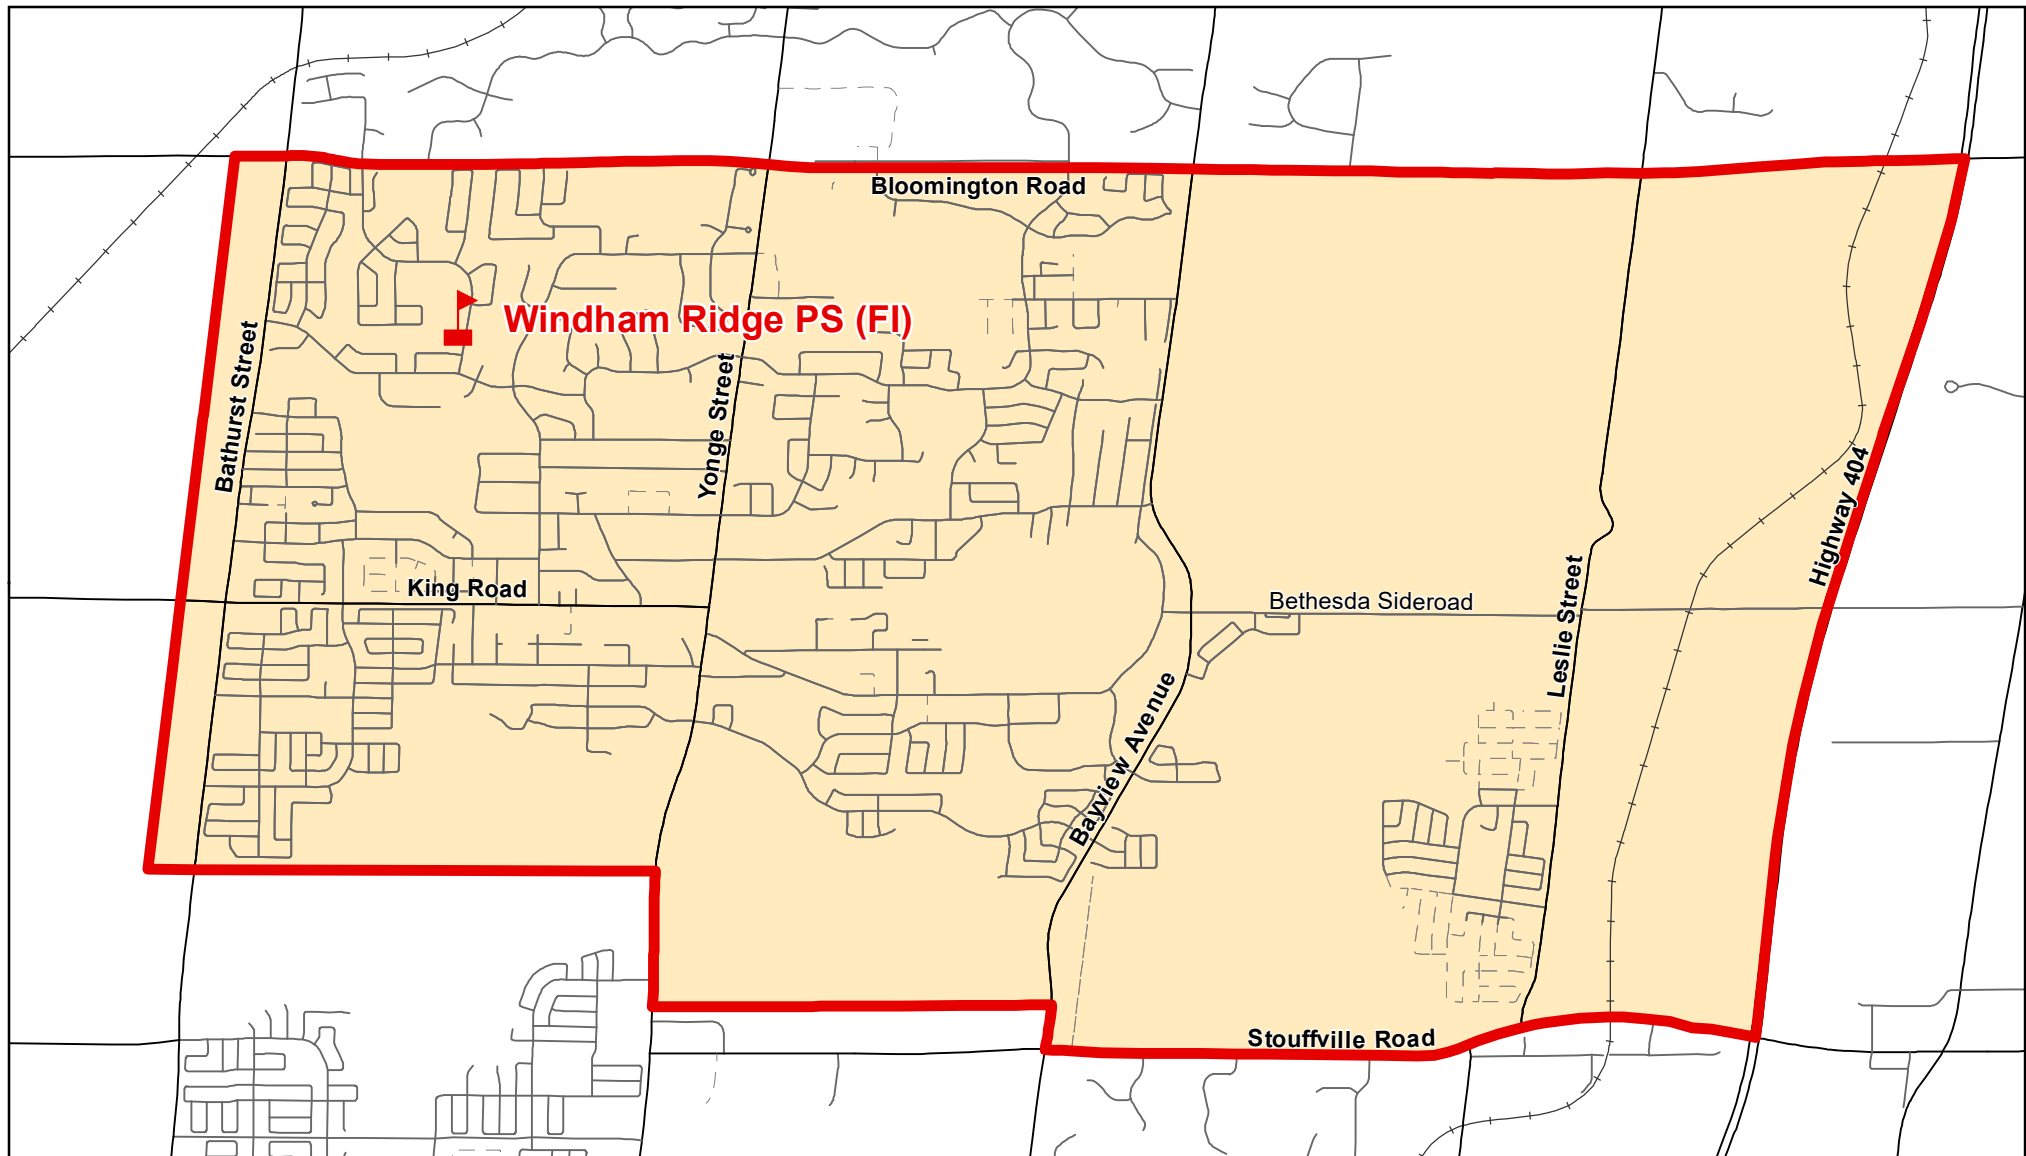 Bloomington Road
Windham Ridge PS (FI)
Bathurst Street
Yonge Street
Highway 404
King Road
Bethesda Sideroad
Leslie Street
Bayview Avenue
Stouffville Road